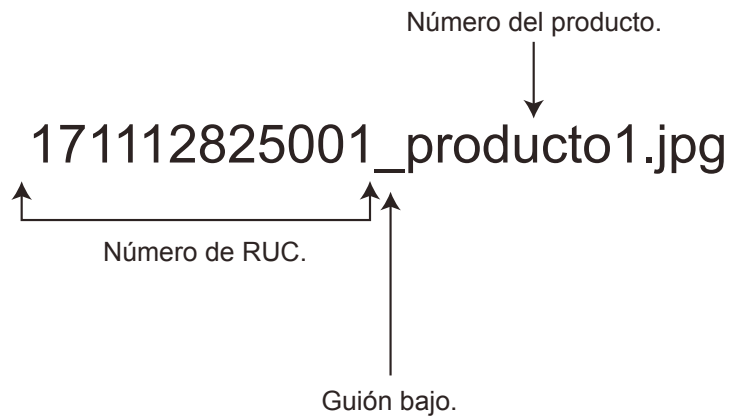 Número del producto.
171112825001_producto1.jpg
Número de RUC.
Guión bajo.